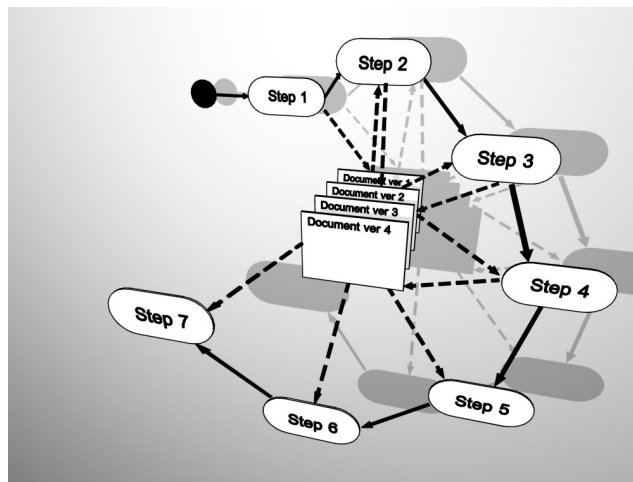 Step 1
Step 2
Step 3
Step 4
Step 5
Step 6
Step 7
Document ver 1
Document ver 2
Document ver 3
Document ver 4